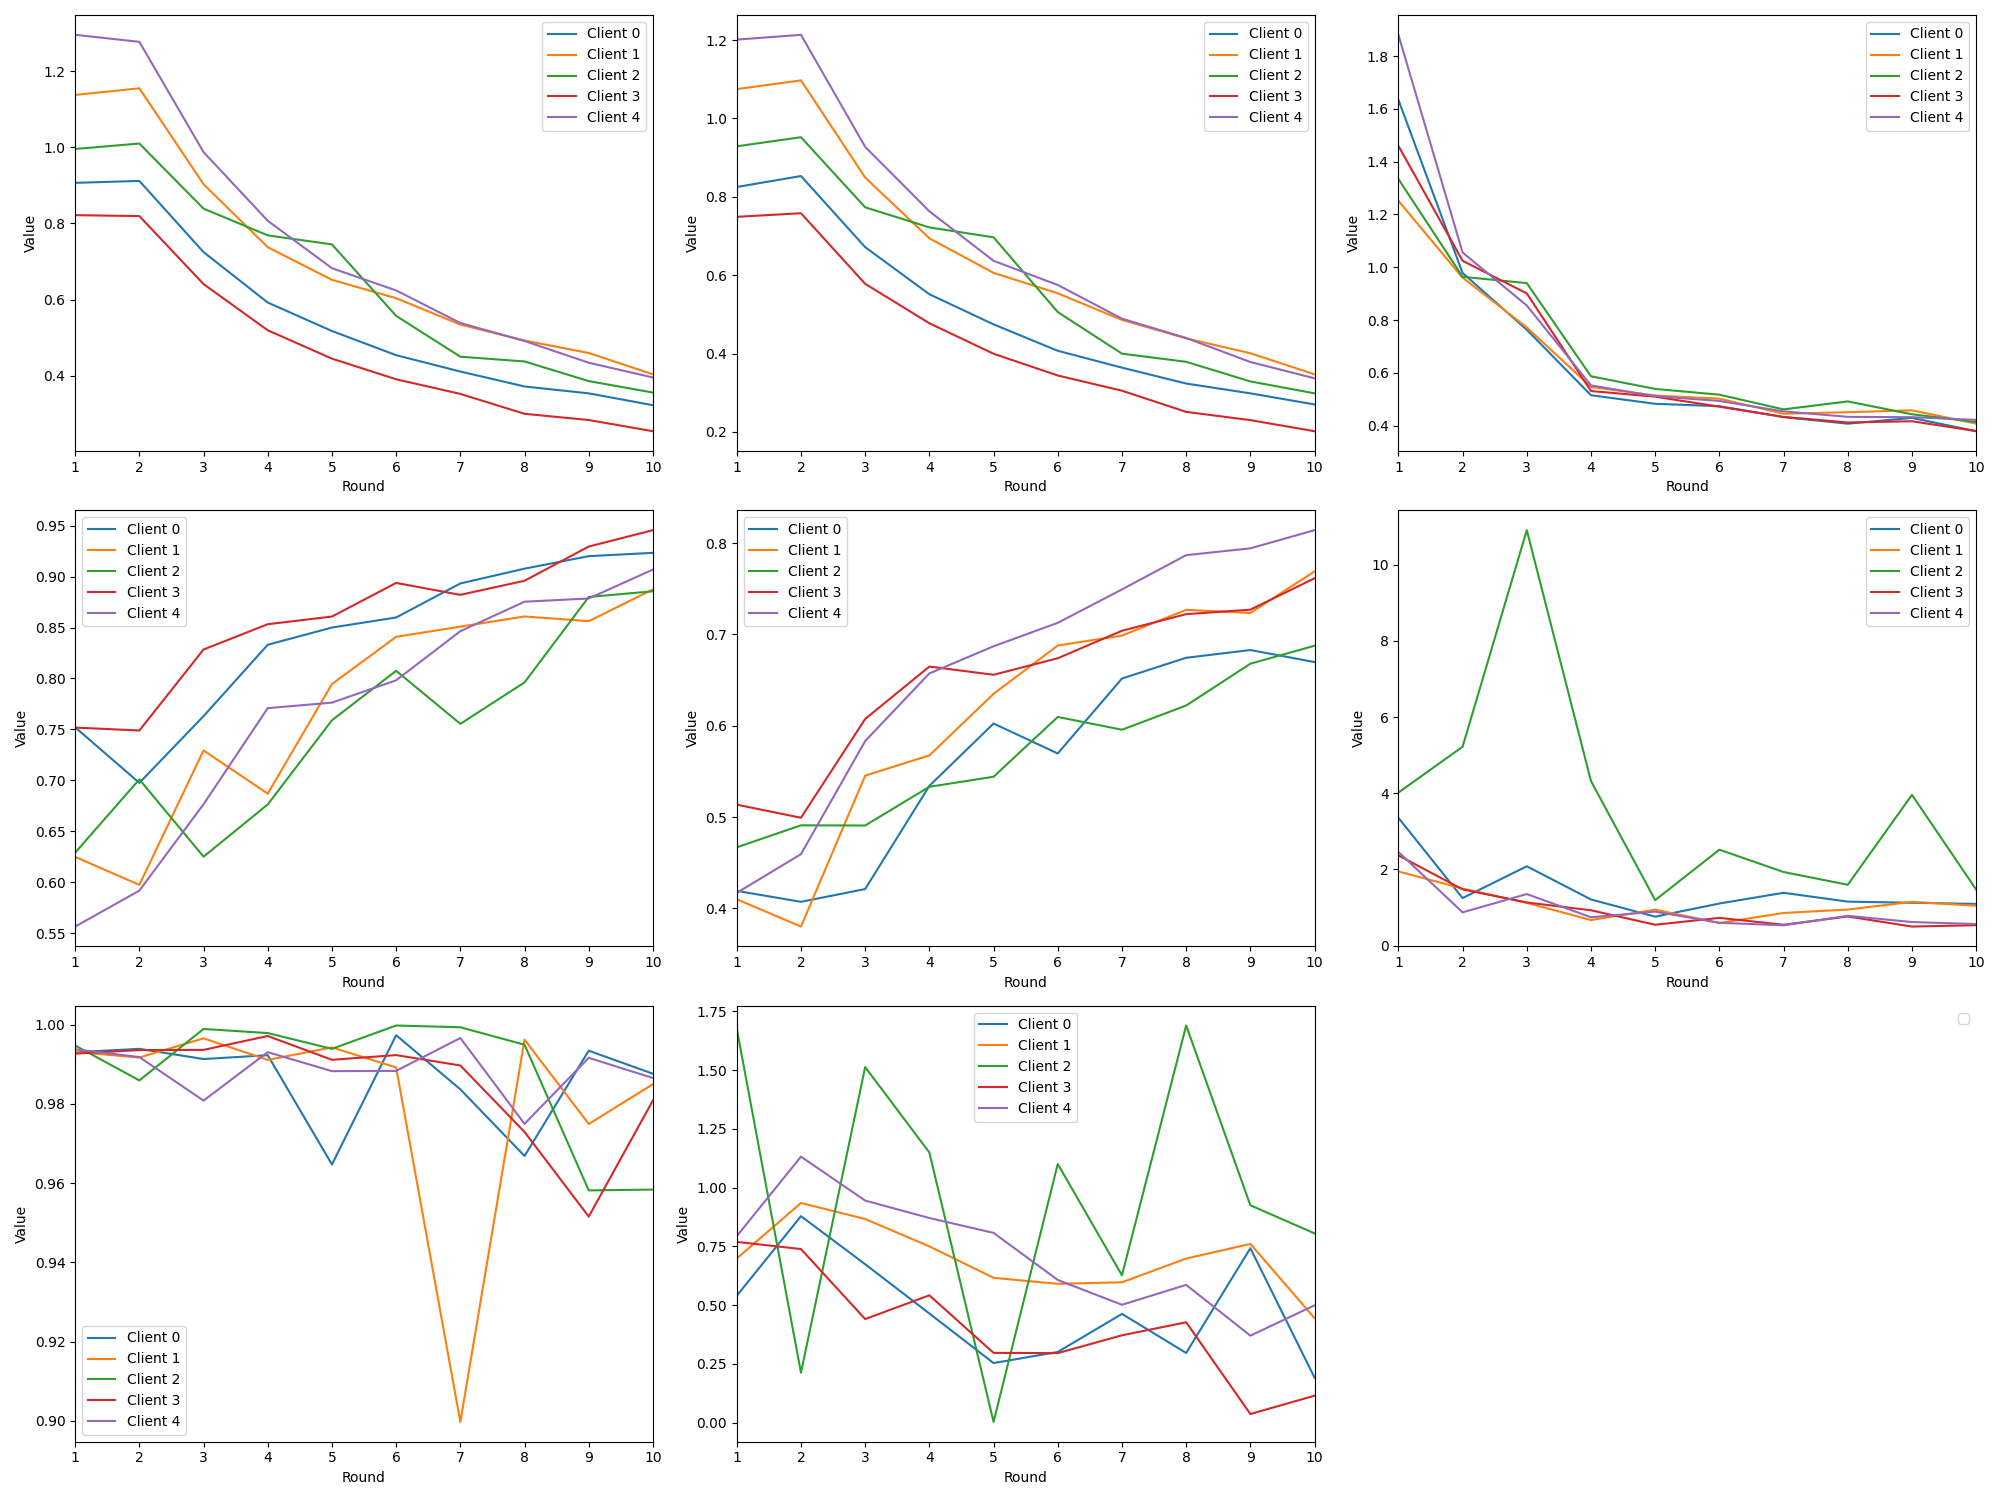 Client 0
Client 1
Client 2
Client 3
Client 4
1.2
1.0
0.8
0.6
0.4
Value
1 2 3 4 5 6 7 8 9 10
Round
Client 0
Client 1
Client 2
Client 3
Client 4
1.2
1.0
0.8
0.6
0.4
0.2
Value
1 2 3 4 5 6 7 8 9 10
Round
Client 0
Client 1
Client 2
Client 3
Client 4
1.8
1.6
1.4
1.2
1.0
0.8
0.6
0.4
Value
1 2 3 4 5 6 7 8 9 10
Round
Client 0
Client 1
Client 2
Client 3
Client 4
0.95
0.90
0.85
0.80
0.75
0.70
0.65
0.60
0.55
Value
1 2 3 4 5 6 7 8 9 10
Round
Client 0
Client 1
Client 2
Client 3
Client 4
0.8
0.7
0.6
0.5
0.4
Value
1 2 3 4 5 6 7 8 9 10
Round
Client 0
Client 1
Client 2
Client 3
Client 4
10
8
6
4
2
0
Value
1 2 3 4 5 6 7 8 9 10
Round
1.00
0.98
0.96
0.94
0.92
0.90
Value
Client 0
Client 1
Client 2
Client 3
Client 4
1 2 3 4 5 6 7 8 9 10
Round
Client 0
Client 1
Client 2
Client 3
Client 4
1.75
1.50
1.25
1.00
0.75
0.50
0.25
0.00
Value
1 2 3 4 5 6 7 8 9 10
Round